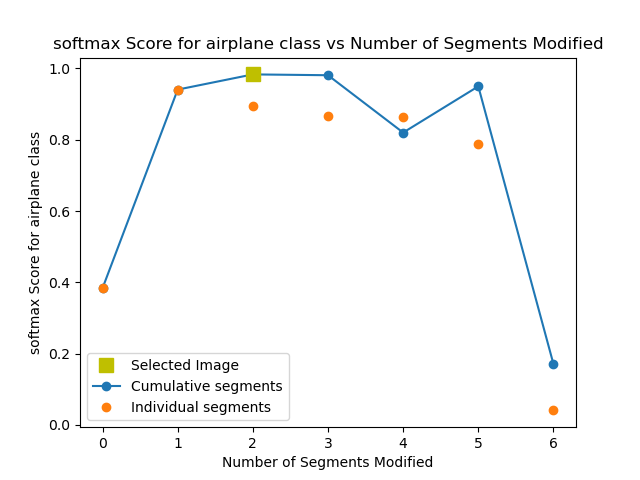 softmax Score for airplane class vs Number of Segments Modified
softmax Score for airplane class
1.0
0.8
0.6
0.4
0.2
0.0
Selected Image
Cumulative segments
Individual segments
0 1 2 3 4 5 6
Number of Segments Modified